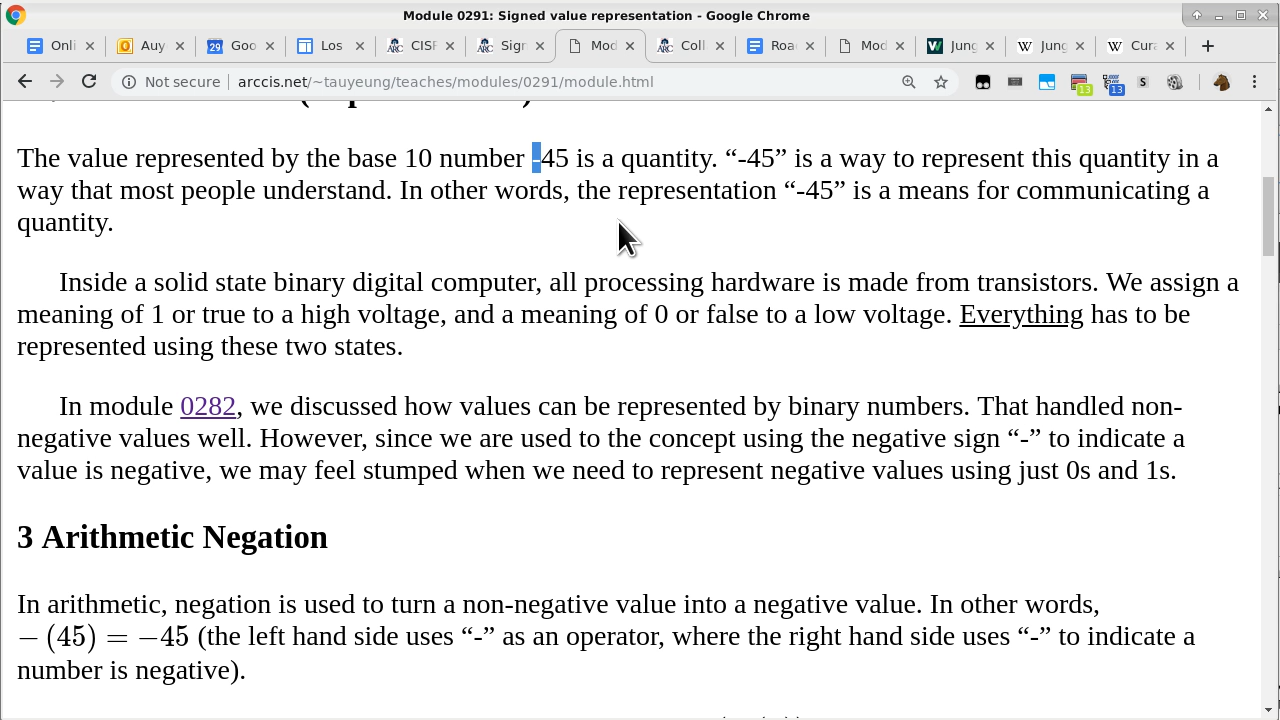 Module 0291: Signed value representation - Google Chrome
Onli Auy Goo Los CISF Sign Mod Coll Roa Mod Jung Jung Cura
Not secure arccis.net/~tauyeung/teaches/modules/0291/module.html 13 13 S
The value represented by the base 10 number -45 is a quantity. “-45” is a way to represent this quantity in a
way that most people understand. In other words, the representation “-45” is a means for communicating a
quantity.
Inside a solid state binary digital computer, all processing hardware is made from transistors. We assign a
meaning of 1 or true to a high voltage, and a meaning of 0 or false to a low voltage. Everything has to be
represented using these two states.
In module 0282, we discussed how values can be represented by binary numbers. That handled non-
negative values well. However, since we are used to the concept using the negative sign “-” to indicate a
value is negative, we may feel stumped when we need to represent negative values using just 0s and 1s.
3 Arithmetic Negation
In arithmetic, negation is used to turn a non-negative value into a negative value. In other words,
− (45) = −45 (the left hand side uses “-” as an operator, where the right hand side uses “-” to indicate a
number is negative).